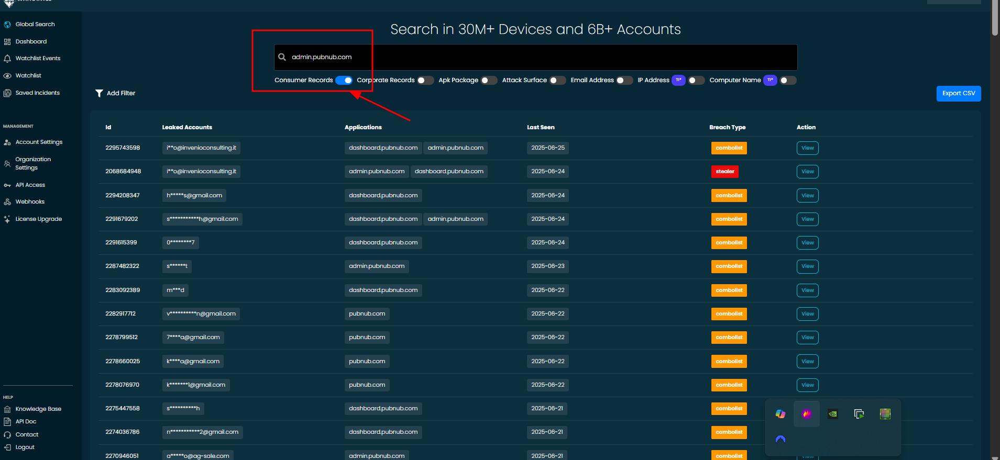 Global Search
Dashboard
Watchlist Events
Watchlist
Saved Incidents
MANAGEMENT
Account Settings
Organization
Settings
API Access
Webhooks
License Upgrade
HELP
Knowledge Base
API Doc
Contact
Logout
Search in 30M+ Devices and 6B+ Accounts
admin.pubnub.com
Consumer Records Corporate Records Apk Package Attack Surface Email Address IP Address TI* Computer Name TI*
Add Filter
Export CSV
Id Leaked Accounts Applications Last Seen Breach Type Action
2295743598 i**o@invenioconsulting.it dashboard.pubnub.com admin.pubnub.com 2025-06-25 combolist View
2068684948 i**o@invenioconsulting.it admin.pubnub.com dashboard.pubnub.com 2025-06-24 stealer View
2294208347 h*****s@gmail.com dashboard.pubnub.com 2025-06-24 combolist View
2291679202 s***********h@gmail.com dashboard.pubnub.com admin.pubnub.com 2025-06-24 combolist View
2291615399 0********7 dashboard.pubnub.com 2025-06-24 combolist View
2287482322 s******t admin.pubnub.com 2025-06-23 combolist View
2283092389 m***d dashboard.pubnub.com 2025-06-22 combolist View
2282917712 v**********n@gmail.com pubnub.com 2025-06-22 combolist View
2278799512 7****a@gmail.com pubnub.com 2025-06-22 combolist View
2278660025 k****a@gmail.com pubnub.com 2025-06-22 combolist View
2278076970 k*******1@gmail.com pubnub.com 2025-06-22 combolist View
2275447558 s**********h dashboard.pubnub.com 2025-06-21 combolist
2274036786 n***********2@gmail.com dashboard.pubnub.com 2025-06-21 combolist
2270946051 a*****o@ag-sale.com admin.pubnub.com 2025-06-21 combolist View